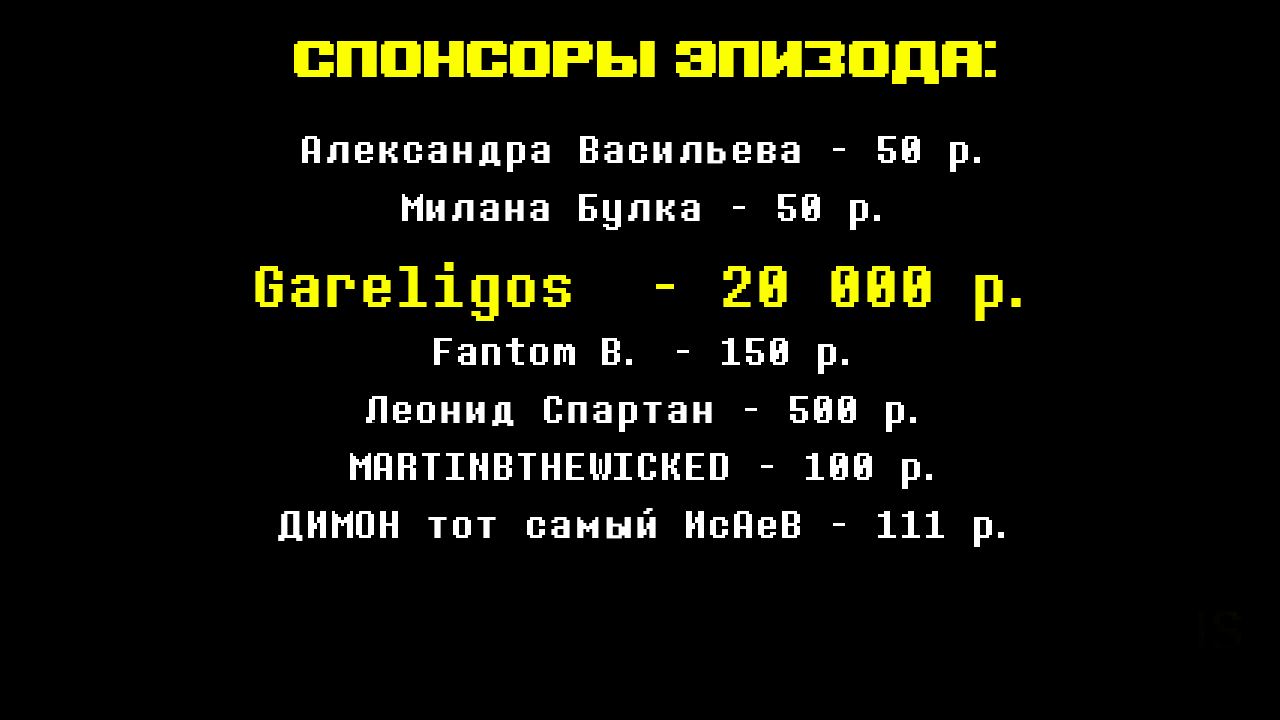 СПОНСОРЫ ЭПИЗОДА:
Александра Васильева - 50 р.
Милана Булка - 50 р.
Gareligos - 20 000 р.
Fantom B. - 150 р.
Леонид Спартан - 500 р.
MARTINBTHEWICKED - 100 р.
ДИМОН тот самый ИсАеВ - 111 р.